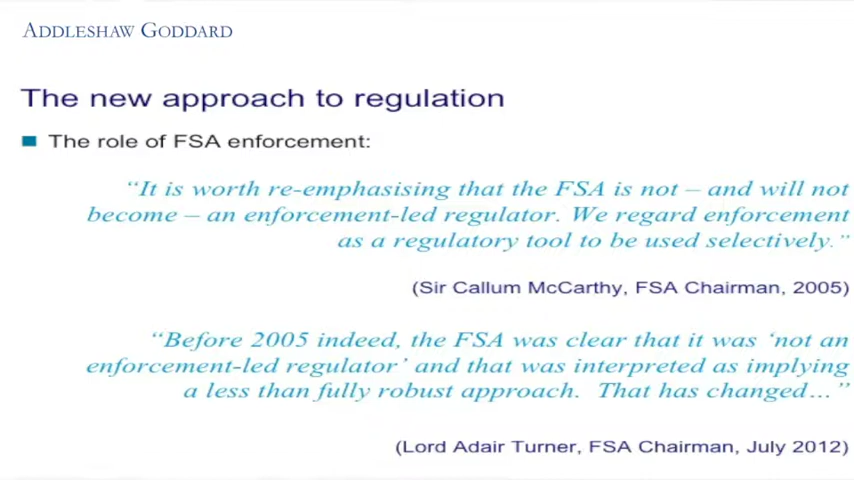 ADDLESHAW GODDARD
The new approach to regulation
The role of FSA enforcement:
“It is worth re-emphasising that the FSA is not – and will not
become – an enforcement-led regulator. We regard enforcement
as a regulatory tool to be used selectively.”
(Sir Callum McCarthy, FSA Chairman, 2005)
“Before 2005 indeed, the FSA was clear that it was ‘not an
enforcement-led regulator’ and that was interpreted as implying
a less than fully robust approach.  That has changed…”
(Lord Adair Turner, FSA Chairman, July 2012)